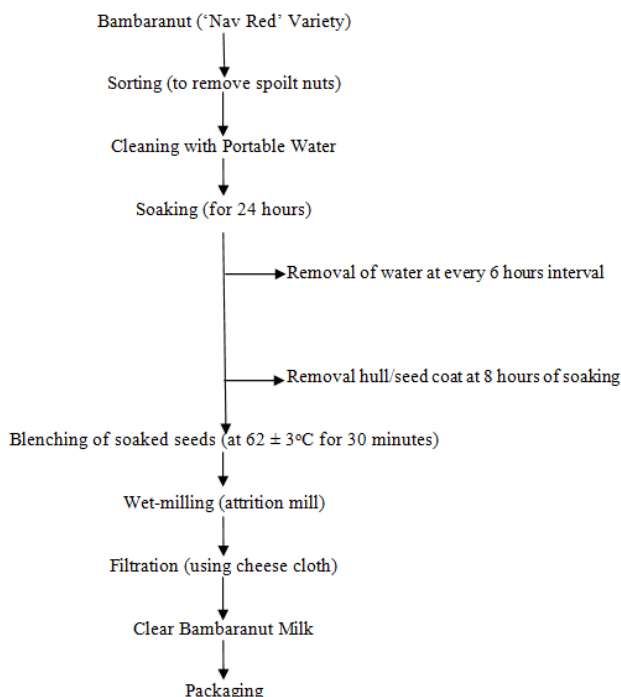 Bambaranut (‘Nav Red’ Variety)
Sorting (to remove spoilt nuts)
Cleaning with Portable Water
Soaking (for 24 hours)
Removal of water at every 6 hours interval
Removal hull/seed coat at 8 hours of soaking
Blenching of soaked seeds (at 62 ± 3°C for 30 minutes)
Wet-milling (attrition mill)
Filtration (using cheese cloth)
Clear Bambaranut Milk
Packaging